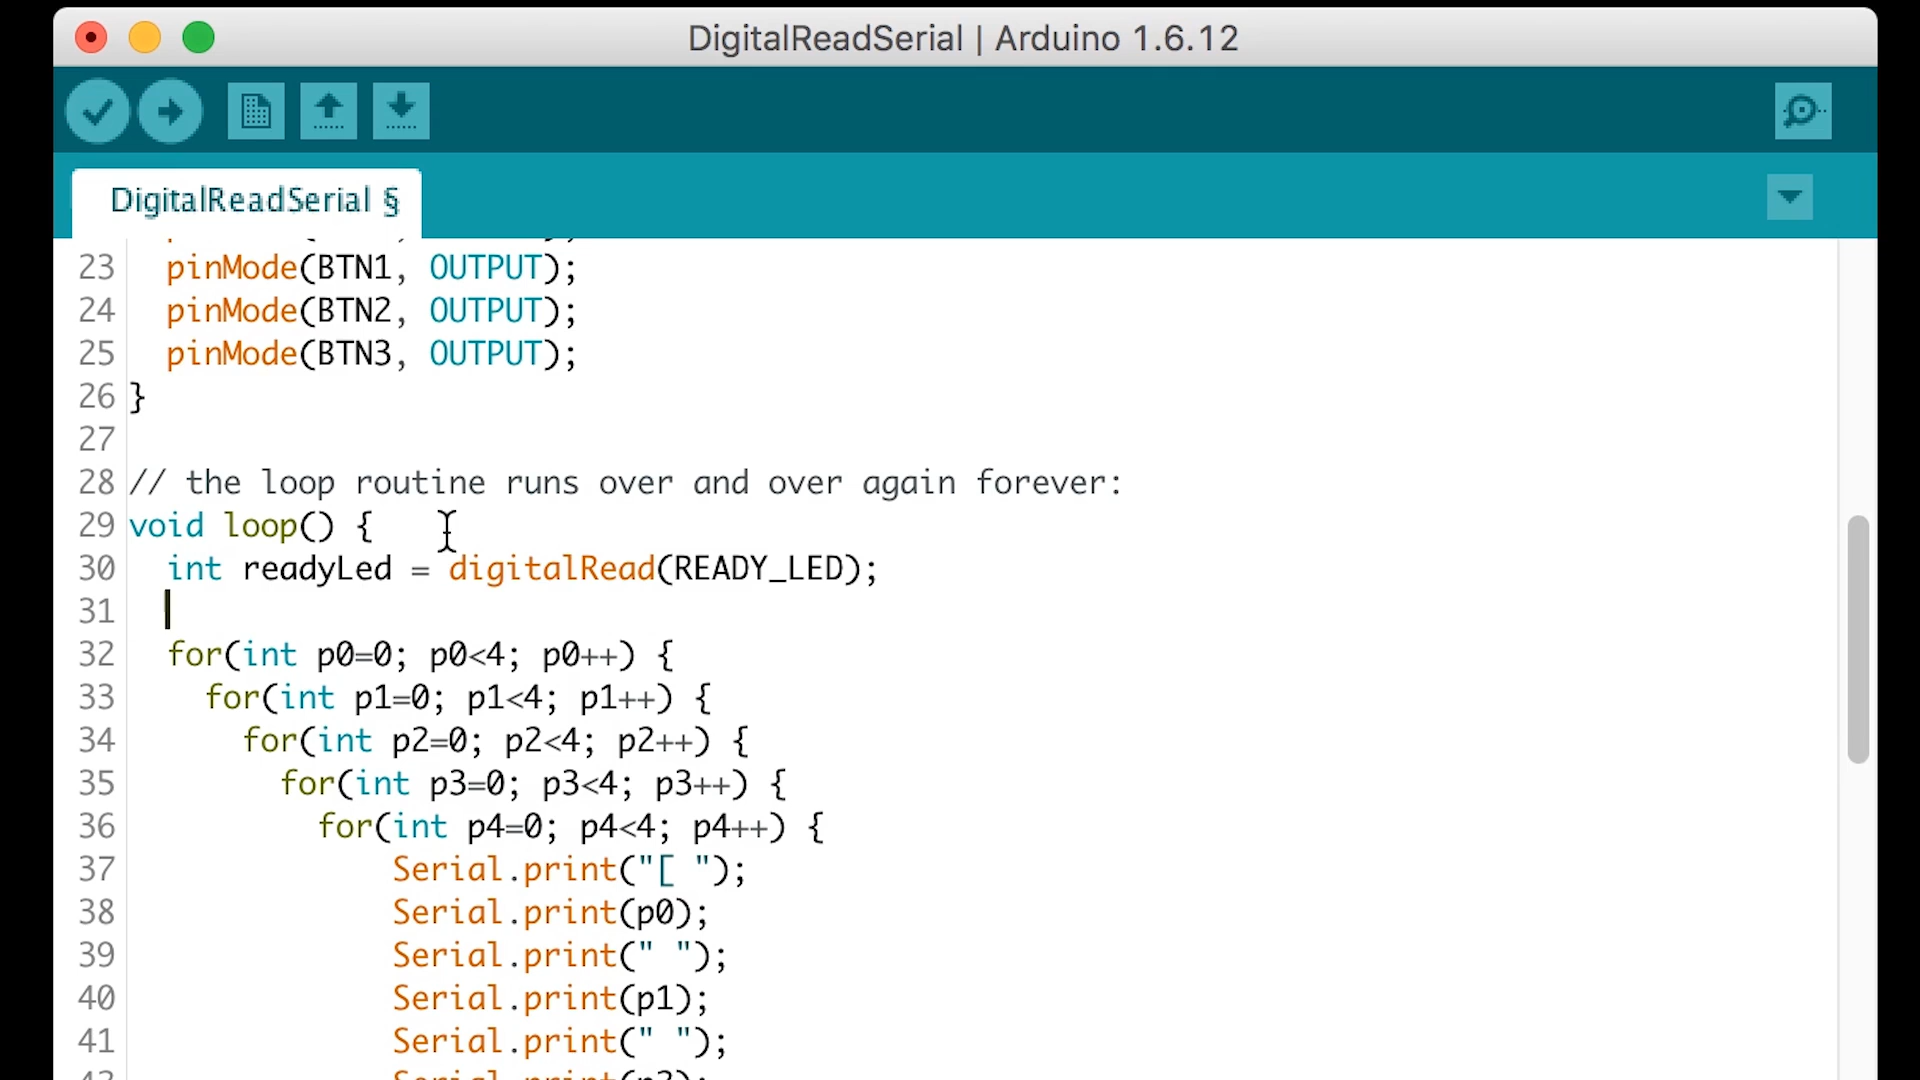 DigitalReadSerial | Arduino 1.6.12
DigitalReadSerial §
23 pinMode(BTN1, OUTPUT);
24 pinMode(BTN2, OUTPUT);
25 pinMode(BTN3, OUTPUT);
26 }
27
28 // the loop routine runs over and over again forever:
29 void loop() {
30 int readyLed = digitalRead(READY_LED);
31
32 for(int p0=0; p0<4; p0++) {
33 for(int p1=0; p1<4; p1++) {
34 for(int p2=0; p2<4; p2++) {
35 for(int p3=0; p3<4; p3++) {
36 for(int p4=0; p4<4; p4++) {
37 Serial.print("[ ");
38 Serial.print(p0);
39 Serial.print(" ");
40 Serial.print(p1);
41 Serial.print(" ");